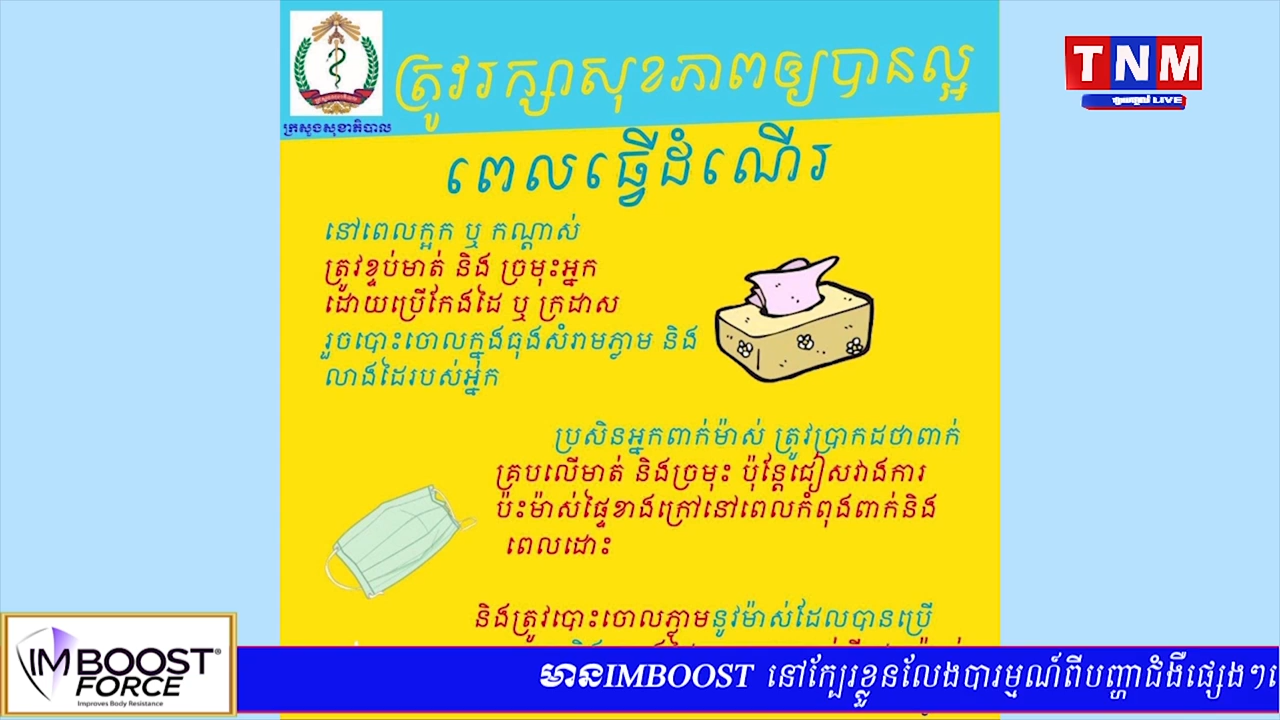 ត្រូវរក្សាសុខភាពឲ្យបានល្អ
ក្រសួងសុខាភិបាល
ពេលធ្វើដំណើរ
នៅពេលក្អក ឬ កណ្តាស់
ត្រូវខ្ទប់មាត់ និង ច្រមុះអ្នក
ដោយប្រើកែងដៃ ឬ ក្រដាស
រួចបោះចោលក្នុងធុងសំរាមភ្លាម និង
លាងដៃរបស់អ្នក
ប្រសិនអ្នកពាក់ម៉ាស់ ត្រូវប្រាកដថាពាក់
គ្របលើមាត់ និងច្រមុះ ប៉ុន្តែជៀសវាងការ
ប៉ះម៉ាស់ផ្ទៃខាងក្រៅនៅពេលកំពុងពាក់និង
ពេលដោះ
និងត្រូវបោះចោលភ្លាមនូវម៉ាស់ដែលបានប្រើ
TNM
ផ្សាយផ្ទាល់ LIVE
IMBOOST®
FORCE
Improves Body Resistance
មានIMBOOST នៅក្បែរខ្លួនលែងបារម្មណ៍ពីបញ្ហាជំងឺផ្សេងៗ